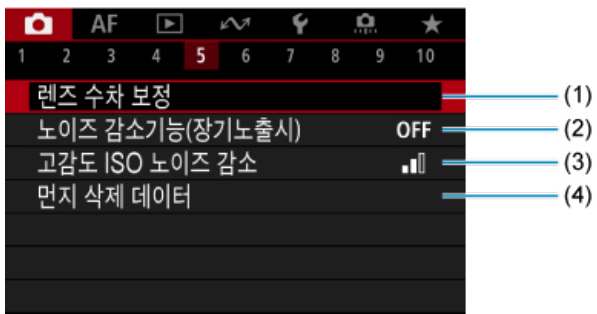 AF
1 2 3 4 5 6 7 8 9 10
렌즈 수차 보정 (1)
노이즈 감소기능(장기노출시) OFF (2)
고감도 ISO 노이즈 감소 (3)
먼지 삭제 데이터 (4)